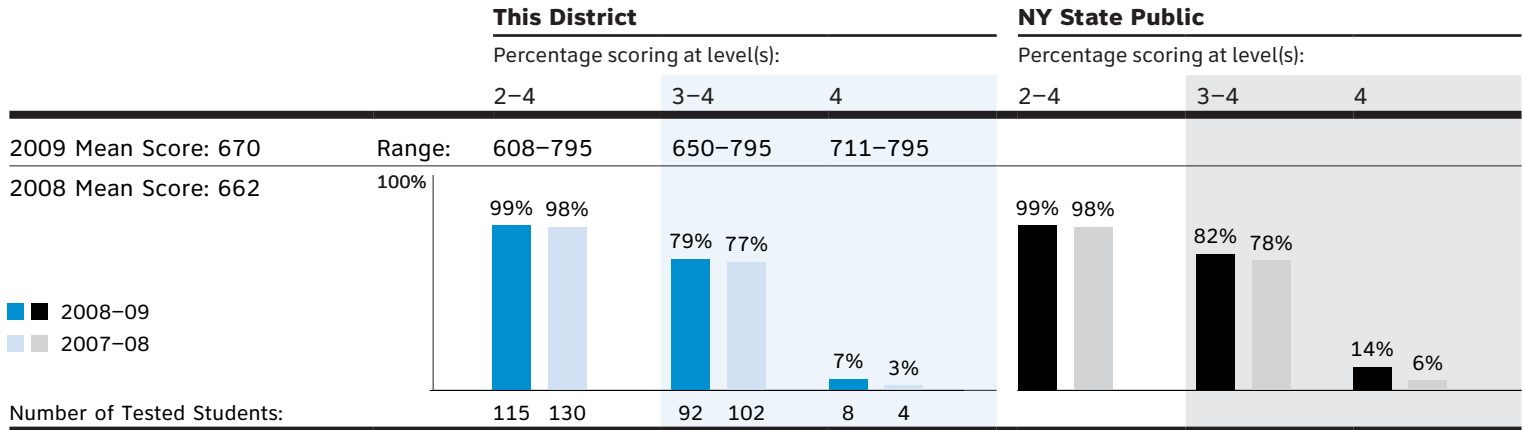 This District NY State Public
Percentage scoring at level(s): Percentage scoring at level(s):
2–4 3–4 4 2–4 3–4 4
2009 Mean Score: 670 Range: 608–795 650–795 711–795
2008 Mean Score: 662 100%
99% 98% 79% 77% 7% 3% 99% 98% 82% 78% 14% 6%
2008–09
2007–08
Number of Tested Students: 115 130 92 102 8 4